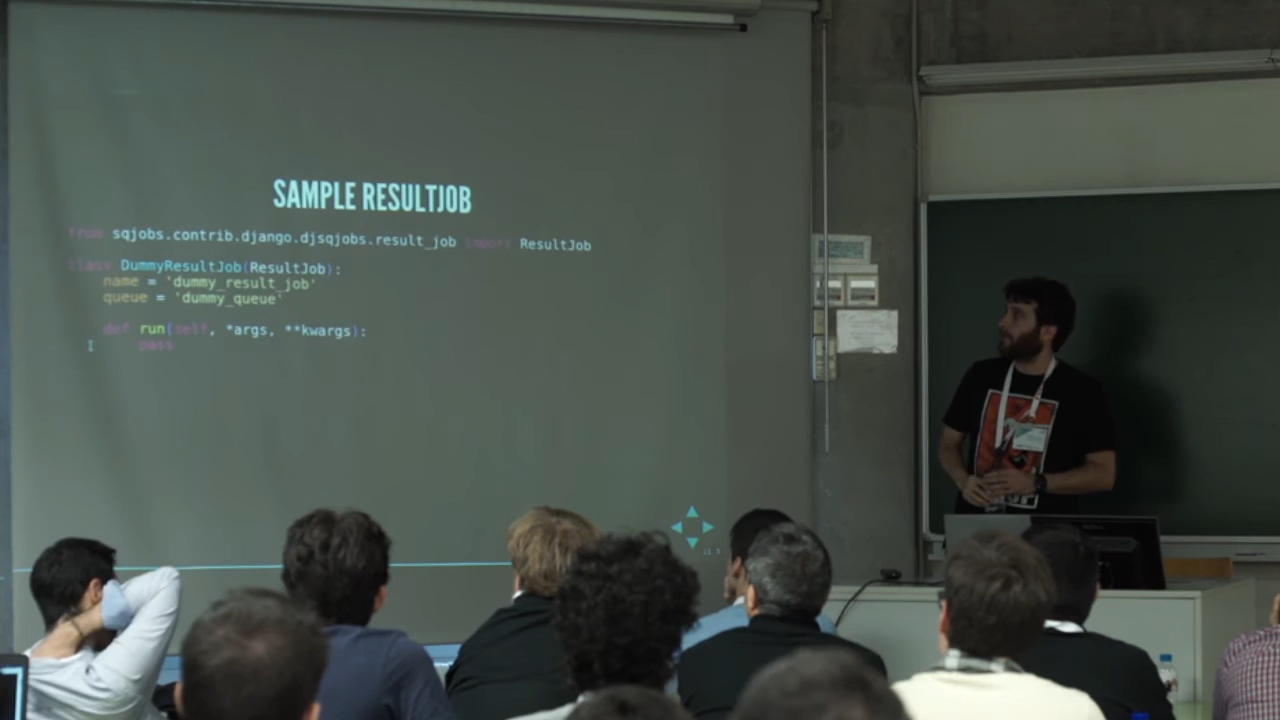 SAMPLE RESULTJOB
from sqjobs.contrib.django.djsqjobs.result_job import ResultJob
class DummyResultJob(ResultJob):
name = 'dummy_result_job'
queue = 'dummy_queue'
def run(self, *args, **kwargs):
pass